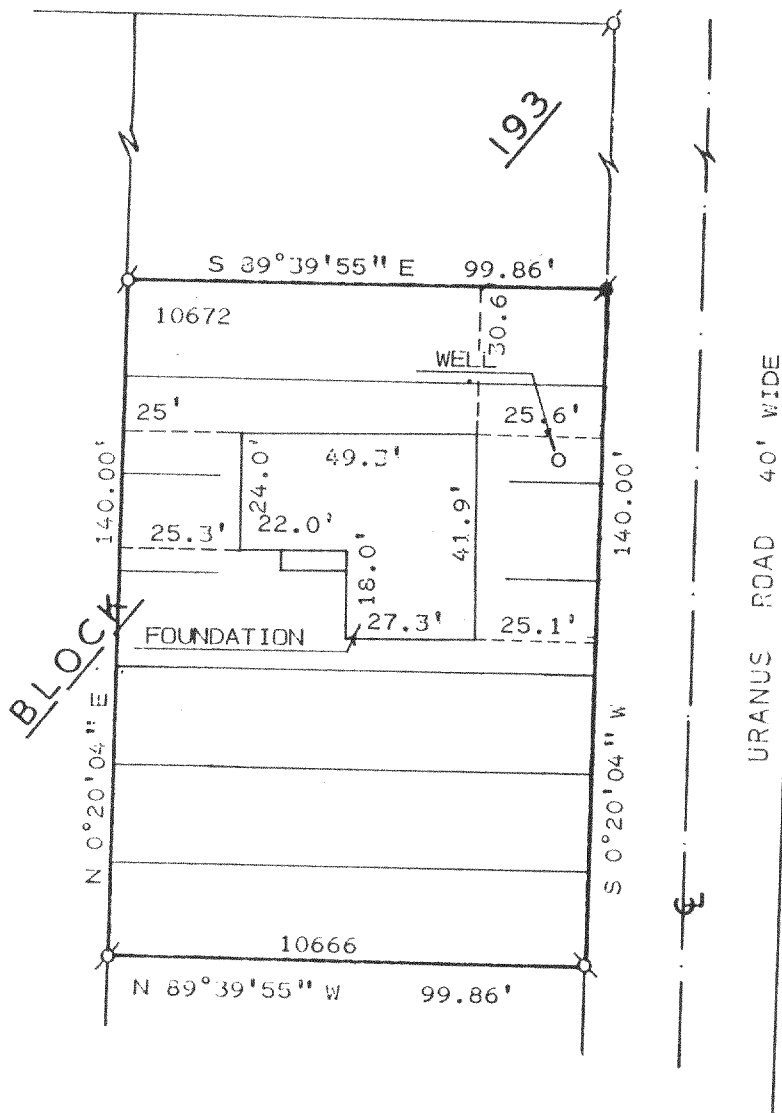 193
S 89°39'55" E 99.86'
10672
30.6
WELL
25'
25.6'
49.3'
24.0'
140.00'
140.00'
22.0'
25.3'
41.9'
18.0'
27.3'
25.1'
FOUNDATION
BLOCK
N 0°20'04" E
S 0°20'04" W
URANUS ROAD 40' WIDE
℄
10666
N 89°39'55" W 99.86'